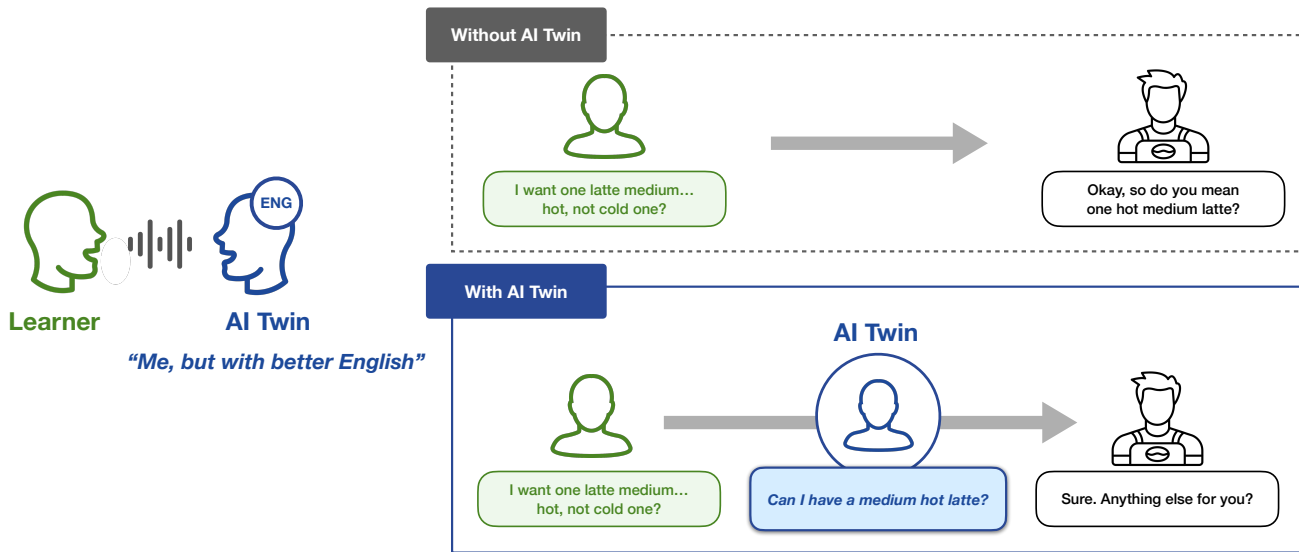 Without AI Twin
I want one latte medium…
hot, not cold one?
Okay, so do you mean
one hot medium latte?
ENG
Learner
AI Twin
“Me, but with better English”
With AI Twin
AI Twin
I want one latte medium…
hot, not cold one?
Can I have a medium hot latte?
Sure. Anything else for you?